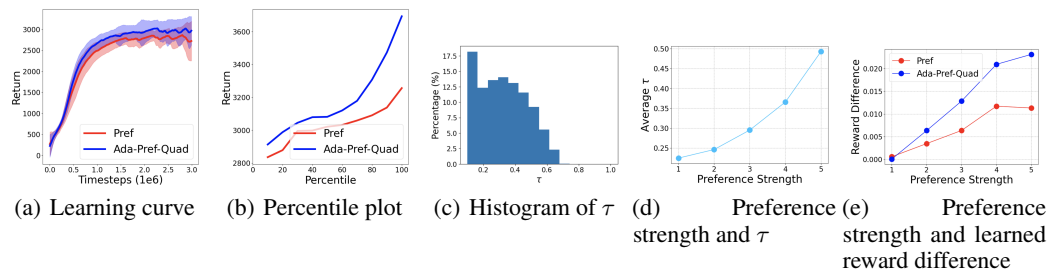 3000
2500
2000
1500
1000
500
0
Return
Pref
Ada-Pref-Quad
0.0 0.5 1.0 1.5 2.0 2.5 3.0
Timesteps (1e6)
(a) Learning curve
3600
3400
3200
3000
2800
Return
Pref
Ada-Pref-Quad
0 20 40 60 80 100
Percentile
(b) Percentile plot
17.5
15.0
12.5
10.0
7.5
5.0
2.5
0.0
Percentage (%)
0.2 0.4 0.6 0.8 1.0
τ
(c) Histogram of τ
0.50
0.45
0.40
0.35
0.30
0.25
Average τ
1 2 3 4 5
Preference Strength
(d) Preference
strength and τ
0.020
0.015
0.010
0.005
0.000
Reward Difference
Pref
Ada-Pref-Quad
1 2 3 4 5
Preference Strength
(e) Preference
strength and learned
reward difference